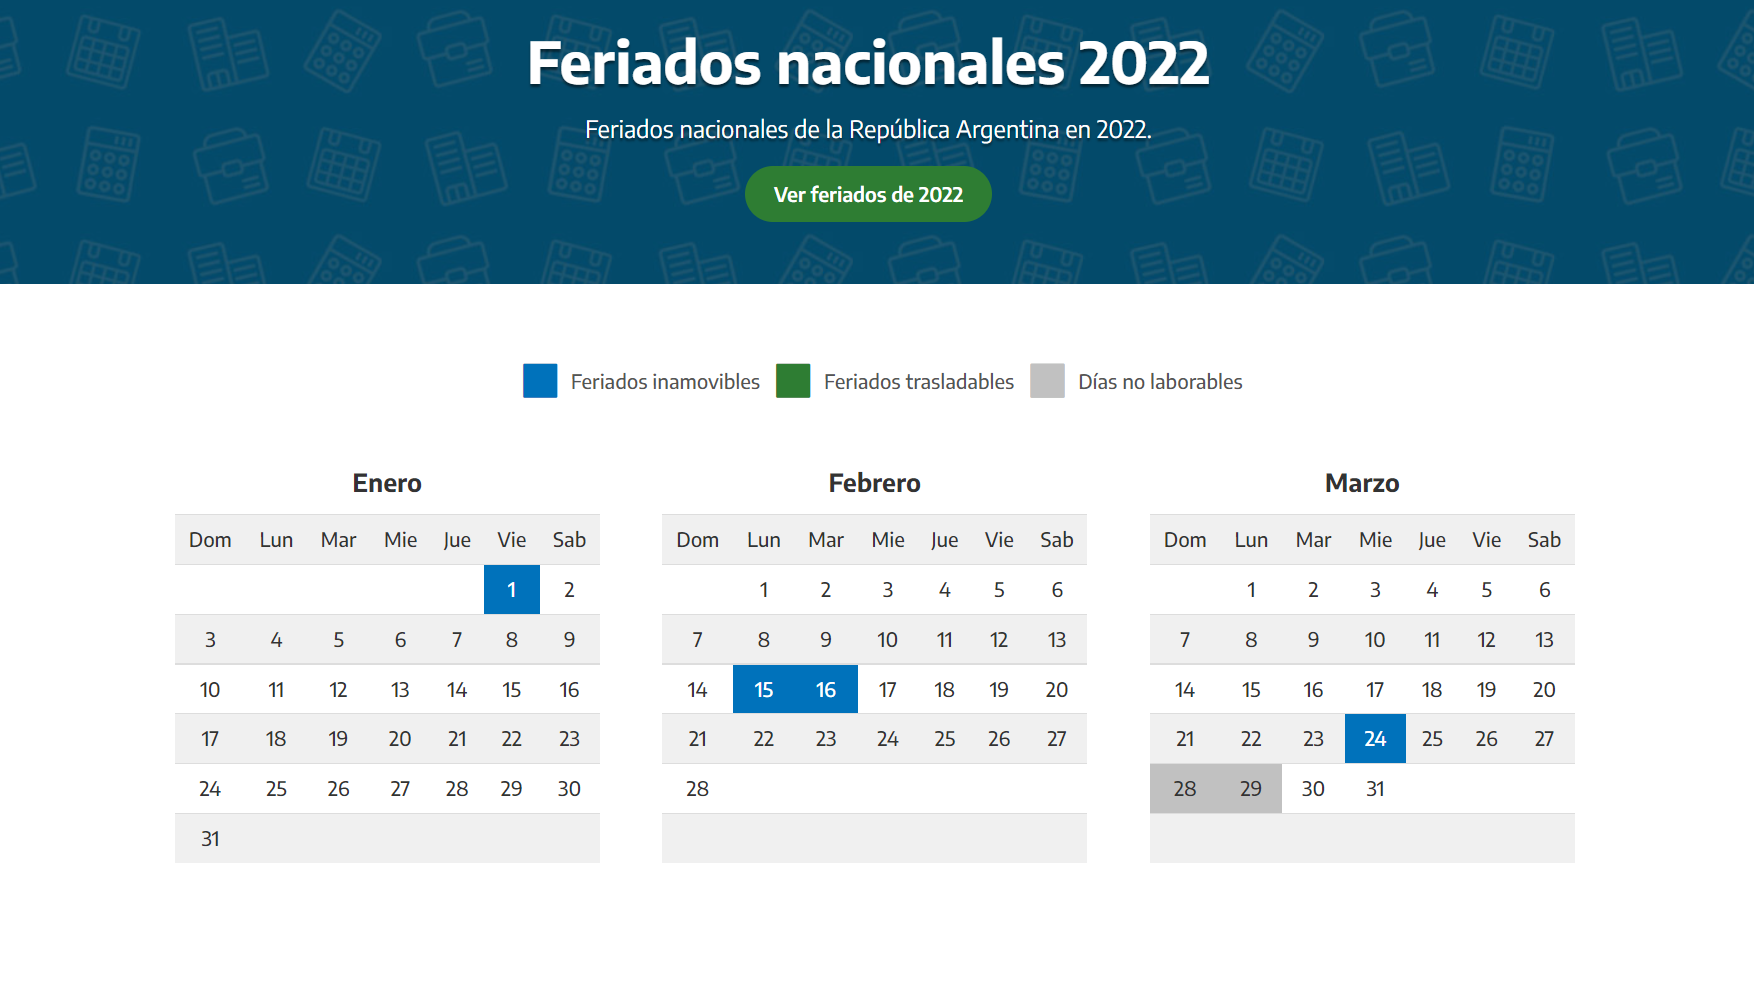 Feriados nacionales 2022
Feriados nacionales de la República Argentina en 2022.
Ver feriados de 2022
Feriados inamovibles Feriados trasladables Días no laborables
Enero
Dom Lun Mar Mie Jue Vie Sab
1 2
3 4 5 6 7 8 9
10 11 12 13 14 15 16
17 18 19 20 21 22 23
24 25 26 27 28 29 30
31
Febrero
Dom Lun Mar Mie Jue Vie Sab
1 2 3 4 5 6
7 8 9 10 11 12 13
14 15 16 17 18 19 20
21 22 23 24 25 26 27
28
Marzo
Dom Lun Mar Mie Jue Vie Sab
1 2 3 4 5 6
7 8 9 10 11 12 13
14 15 16 17 18 19 20
21 22 23 24 25 26 27
28 29 30 31